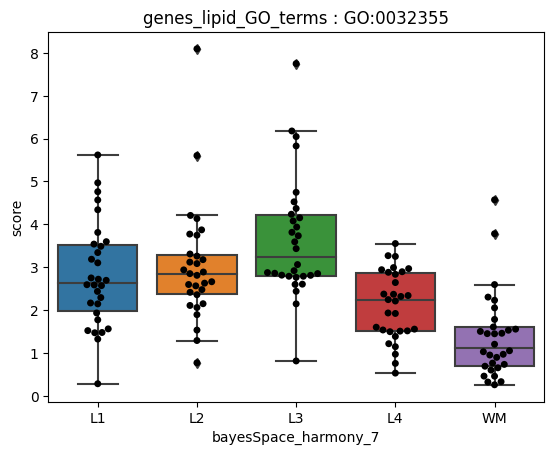 genes_lipid_GO_terms : GO:0032355
8
7
6
5
4
3
2
1
0
score
L1 L2 L3 L4 WM
bayesSpace_harmony_7